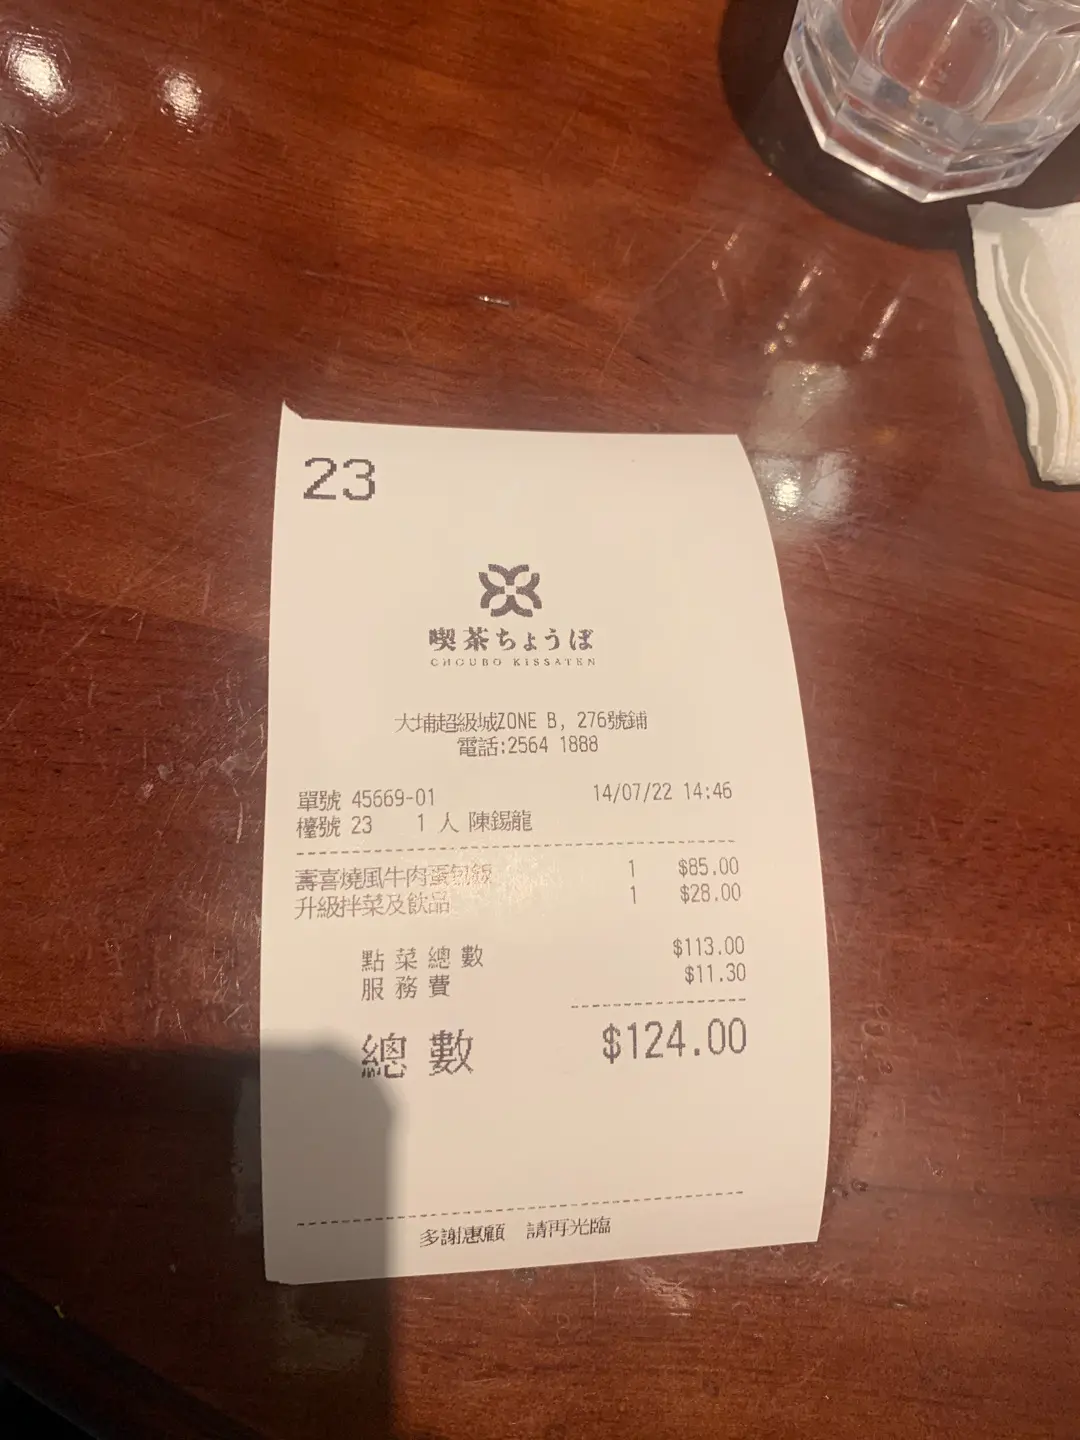 23
喫茶ちょうぼ
CHOUBO KISSATEN
大埔超級城ZONE B, 276號鋪
電話:2564 1888
單號 45669-01 14/07/22 14:46
檯號 23 1 人 陳錫龍
壽喜燒風牛肉蛋包飯 1 $85.00
升級拌菜及飲品 1 $28.00
點菜總數 $113.00
服務費 $11.30
總數 $124.00
多謝惠顧 請再光臨